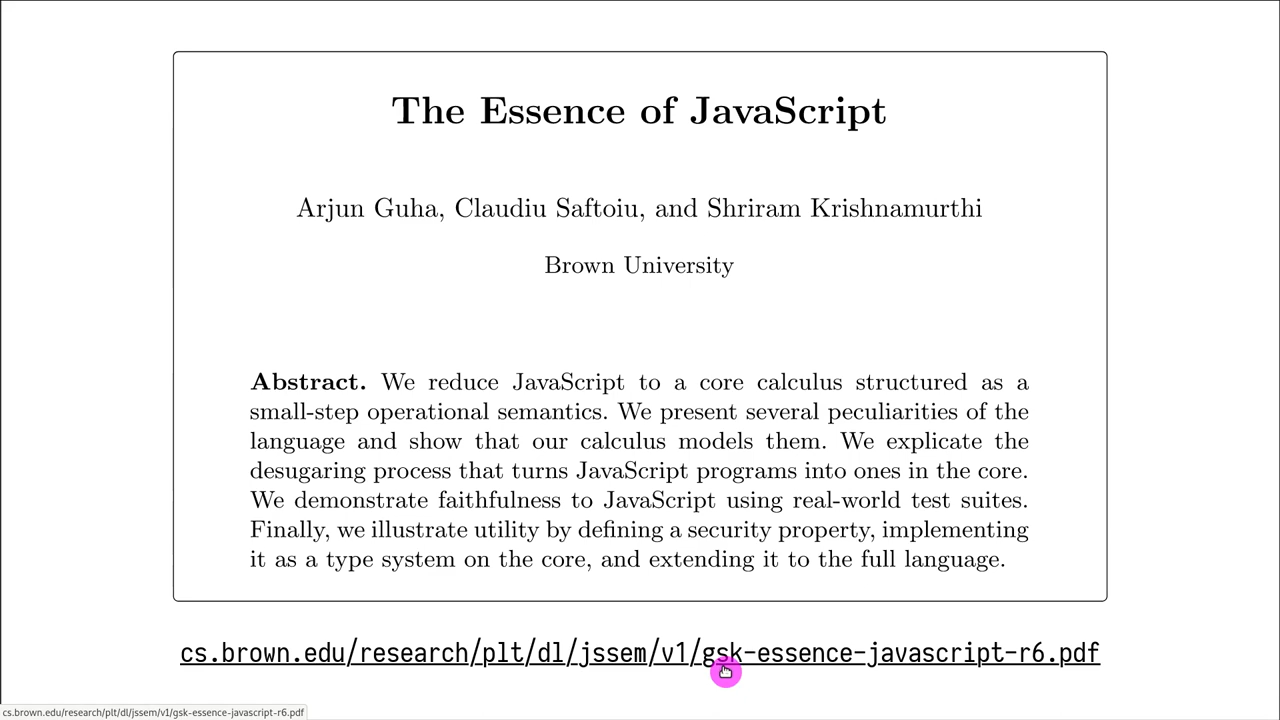 The Essence of JavaScript
Arjun Guha, Claudiu Saftoiu, and Shriram Krishnamurthi
Brown University
Abstract. We reduce JavaScript to a core calculus structured as a
small-step operational semantics. We present several peculiarities of the
language and show that our calculus models them. We explicate the
desugaring process that turns JavaScript programs into ones in the core.
We demonstrate faithfulness to JavaScript using real-world test suites.
Finally, we illustrate utility by defining a security property, implementing
it as a type system on the core, and extending it to the full language.
cs.brown.edu/research/plt/dl/jssem/v1/gsk-essence-javascript-r6.pdf
cs.brown.edu/research/plt/dl/jssem/v1/gsk-essence-javascript-r6.pdf